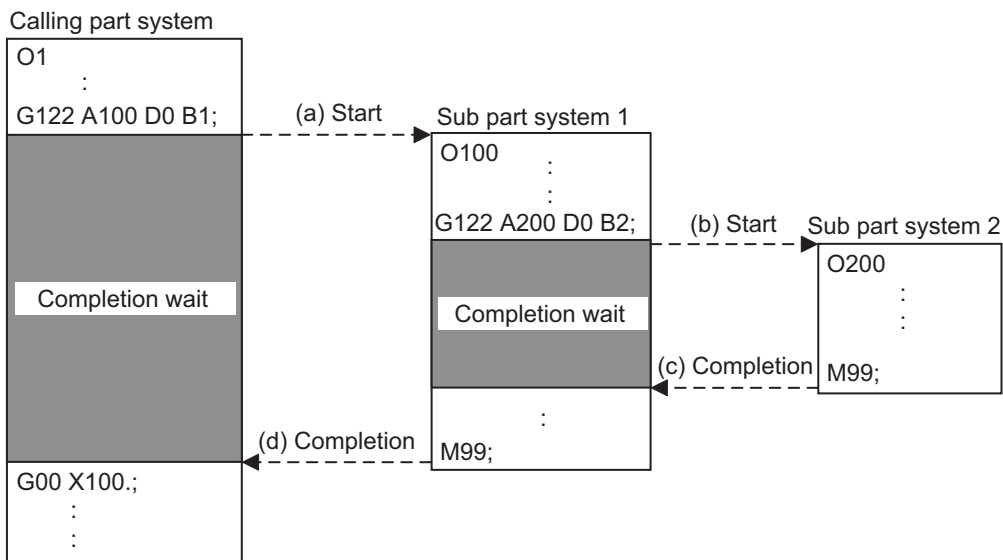 Calling part system
O1
:
G122 A100 D0 B1;
(a) Start
Sub part system 1
O100
:
:
G122 A200 D0 B2;
(b) Start
Sub part system 2
O200
:
:
Completion wait
Completion wait
(c) Completion
M99;
:
(d) Completion
M99;
G00 X100.;
:
: